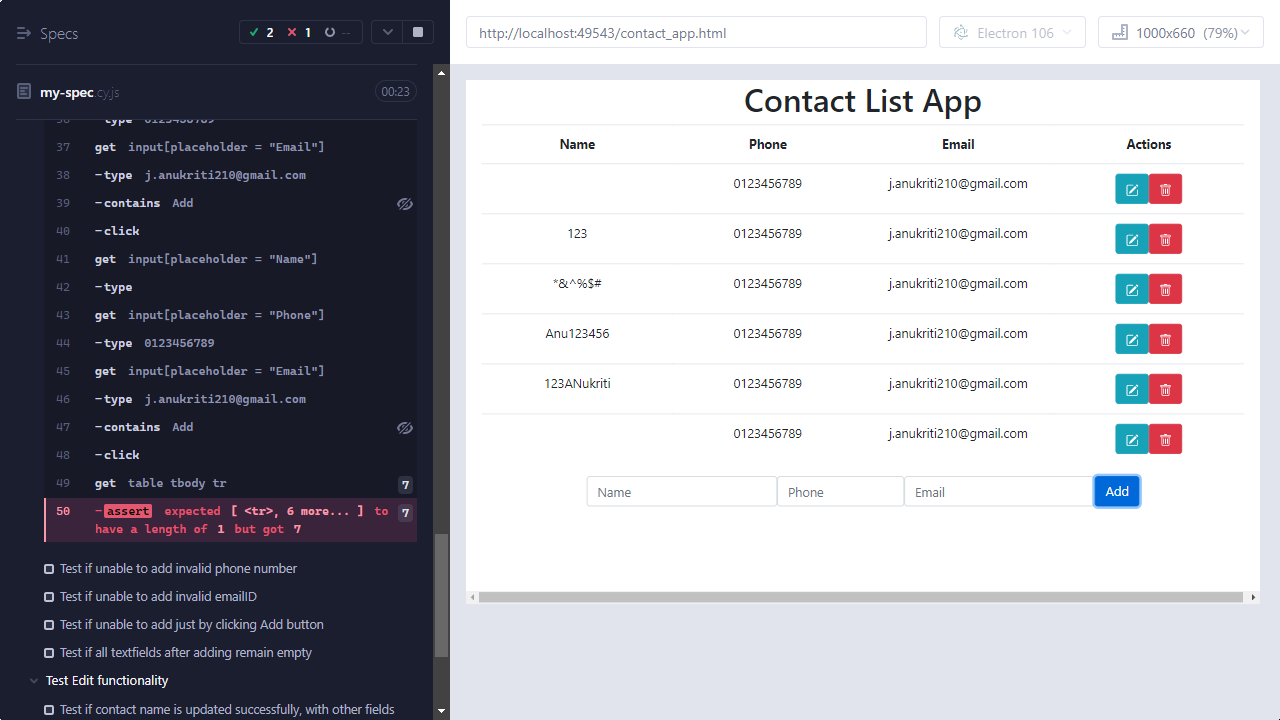 Specs
2 1 --
my-spec.cy.js 00:23
36 -type 0123456789
37 get input[placeholder = "Email"]
38 -type j.anukriti210@gmail.com
39 -contains Add
40 -click
41 get input[placeholder = "Name"]
42 -type
43 get input[placeholder = "Phone"]
44 -type 0123456789
45 get input[placeholder = "Email"]
46 -type j.anukriti210@gmail.com
47 -contains Add
48 -click
49 get table tbody tr 7
50 -assert expected [ <tr>, 6 more... ] to 7
have a length of 1 but got 7
Test if unable to add invalid phone number
Test if unable to add invalid emailID
Test if unable to add just by clicking Add button
Test if all textfields after adding remain empty
Test Edit functionality
Test if contact name is updated successfully, with other fields
http://localhost:49543/contact_app.html
Electron 106
1000x660 (79%)
Contact List App
Name Phone Email Actions
0123456789 j.anukriti210@gmail.com
123 0123456789 j.anukriti210@gmail.com
*&^%$# 0123456789 j.anukriti210@gmail.com
Anu123456 0123456789 j.anukriti210@gmail.com
123ANukriti 0123456789 j.anukriti210@gmail.com
0123456789 j.anukriti210@gmail.com
Name Phone Email Add